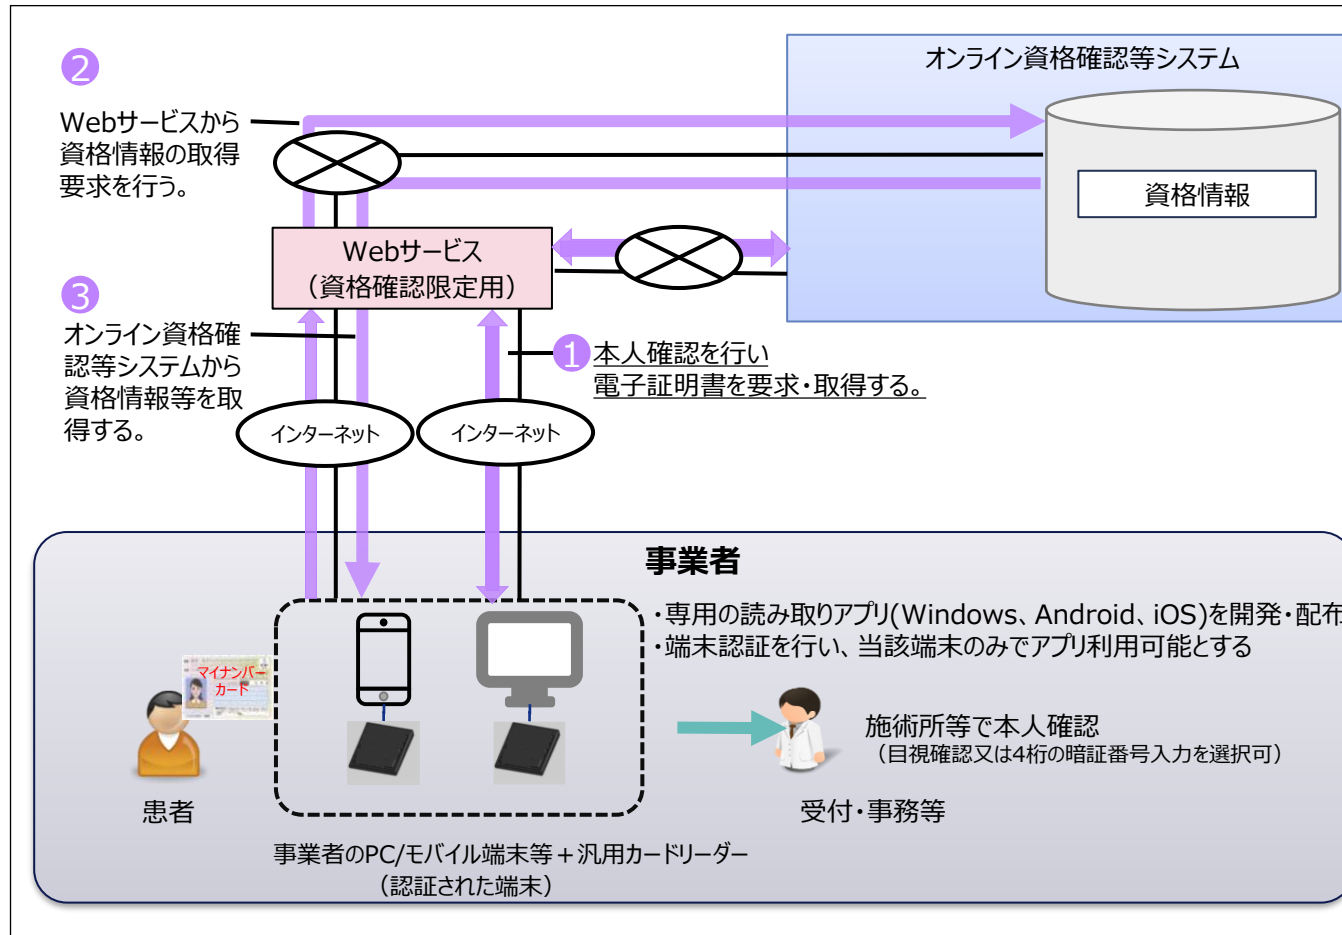 オンライン資格確認等システム
資格情報
2
Webサービスから
資格情報の取得
要求を行う。
Webサービス
（資格確認限定用）
3
オンライン資格確
認等システムから
資格情報等を取
得する。
1
本人確認を行い
電子証明書を要求・取得する。
インターネット
インターネット
事業者
・専用の読み取りアプリ(Windows、Android、iOS)を開発・配布
・端末認証を行い、当該端末のみでアプリ利用可能とする
マイナンバー
カード
患者
施術所等で本人確認
（目視確認又は4桁の暗証番号入力を選択可）
受付・事務等
事業者のPC/モバイル端末等＋汎用カードリーダー
（認証された端末）